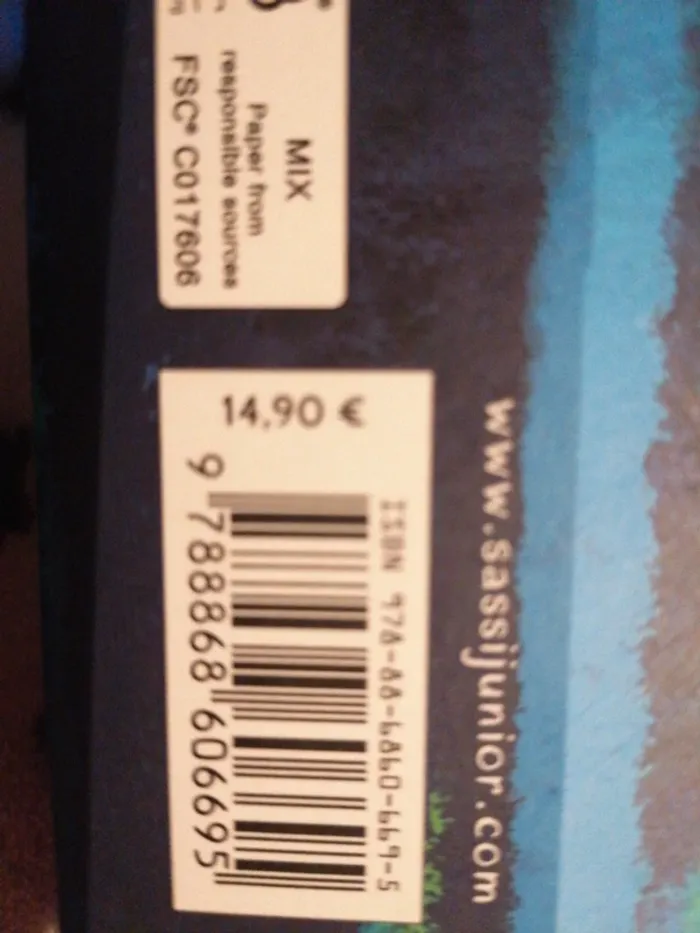 MIX
Paper from
responsible sources
FSC® C017606
14,90 €
ISBN 978-88-6860-669-5
9 788868 606695
www.sassijunior.com